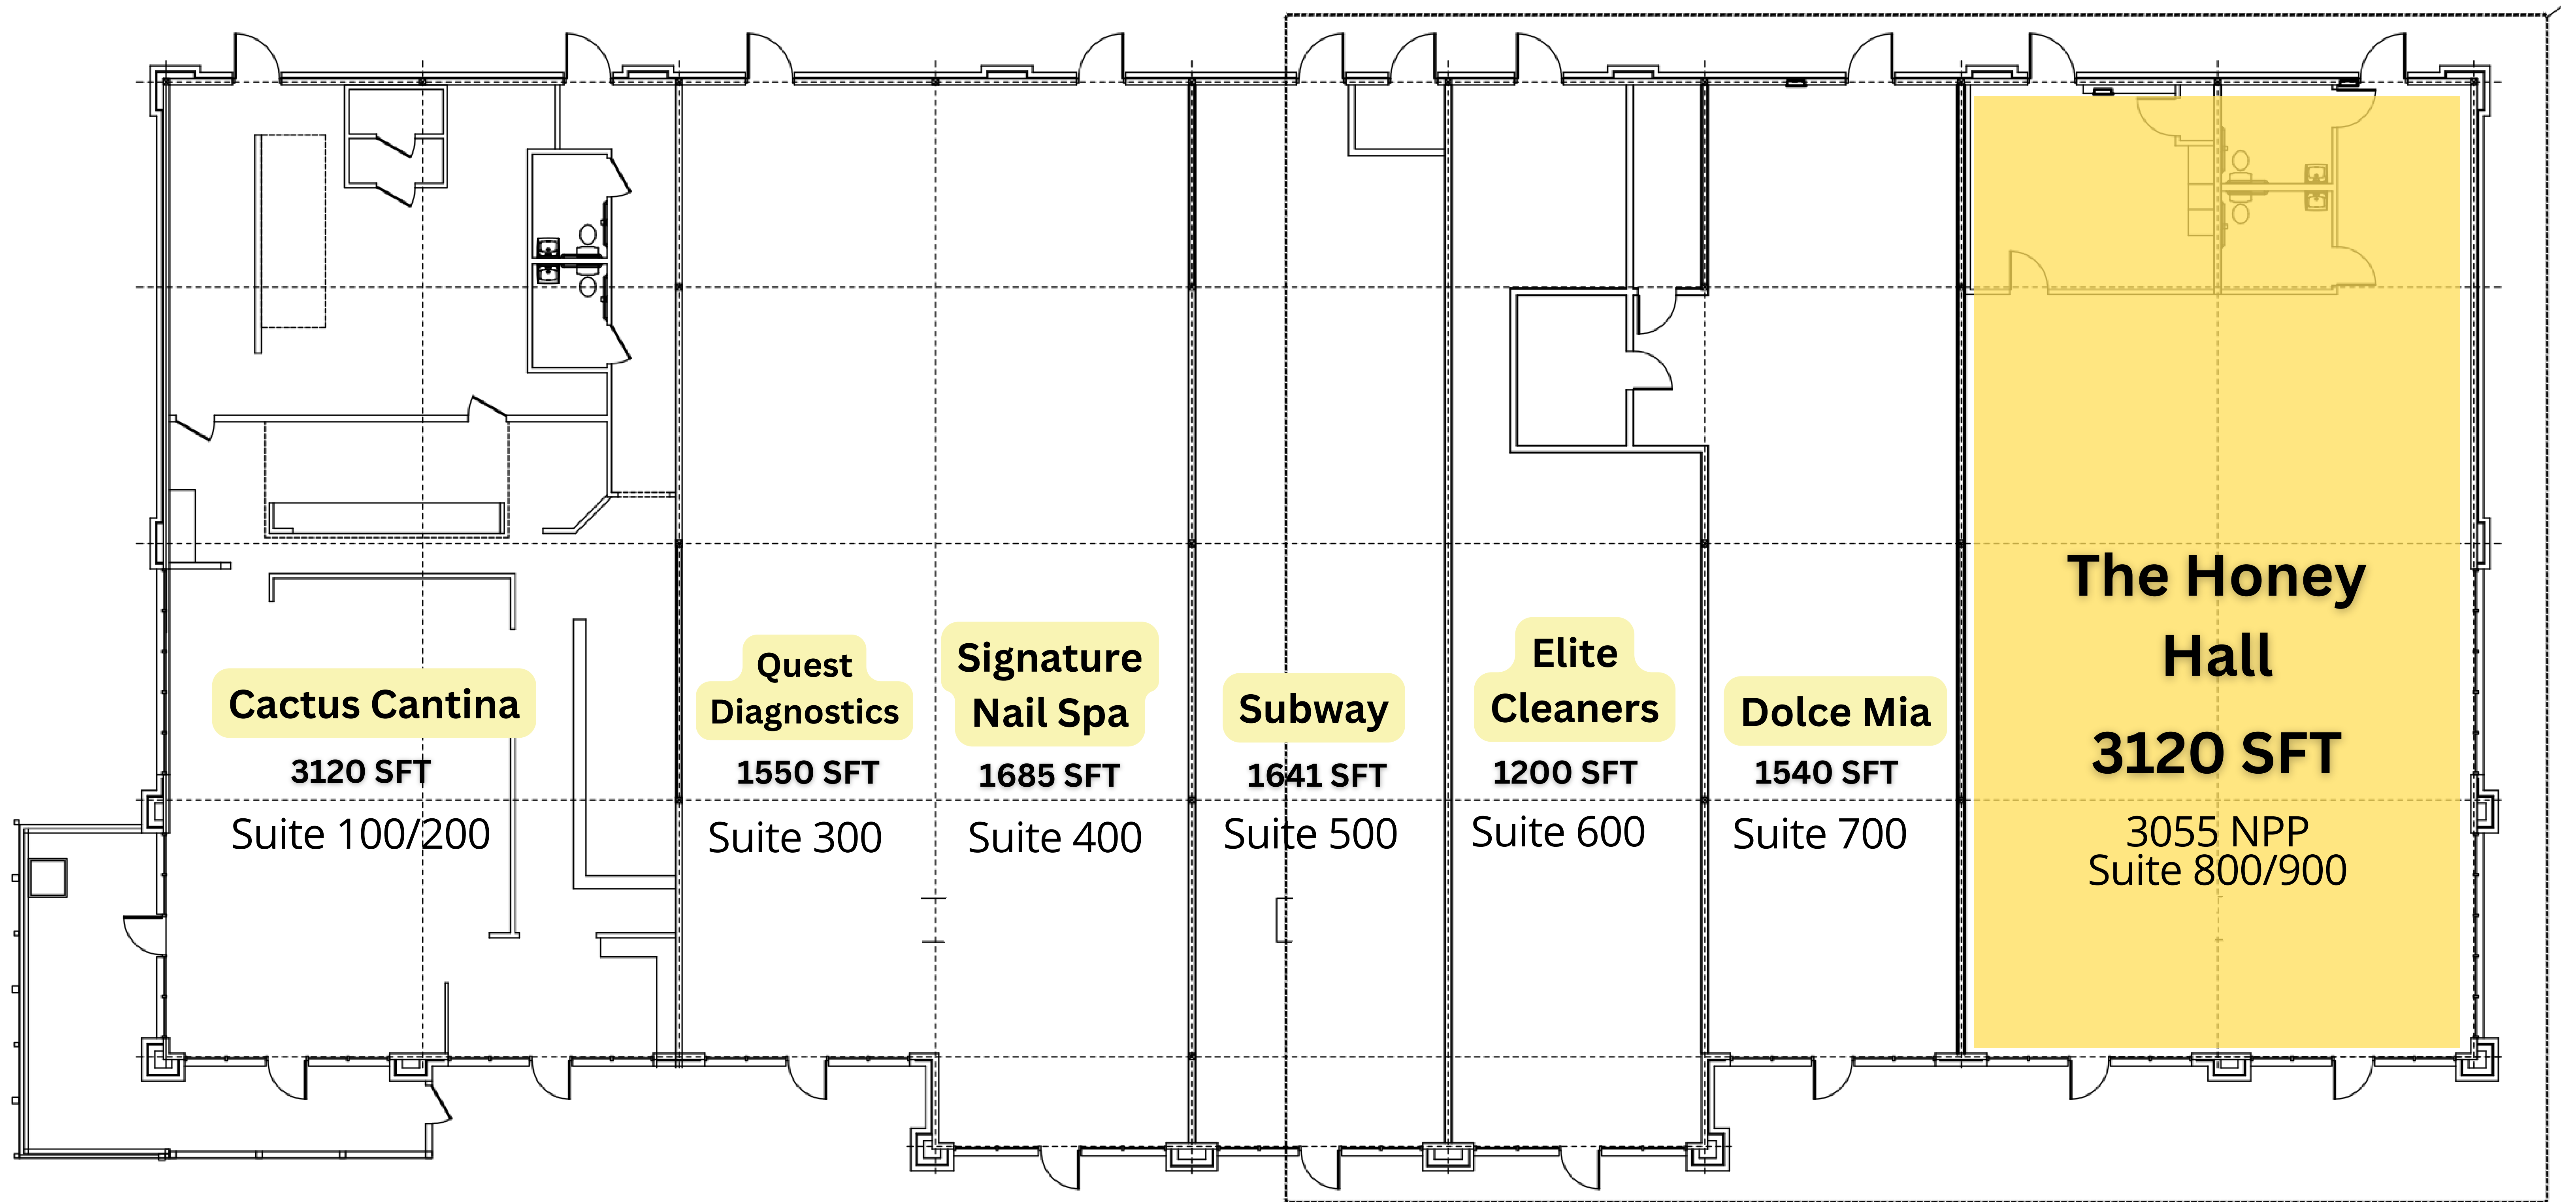 Cactus Cantina
3120 SFT
Suite 100/200
Quest
Diagnostics
1550 SFT
Suite 300
Signature
Nail Spa
1685 SFT
Suite 400
Subway
1641 SFT
Suite 500
Elite
Cleaners
1200 SFT
Suite 600
Dolce Mia
1540 SFT
Suite 700
The Honey
Hall
3120 SFT
3055 NPP
Suite 800/900